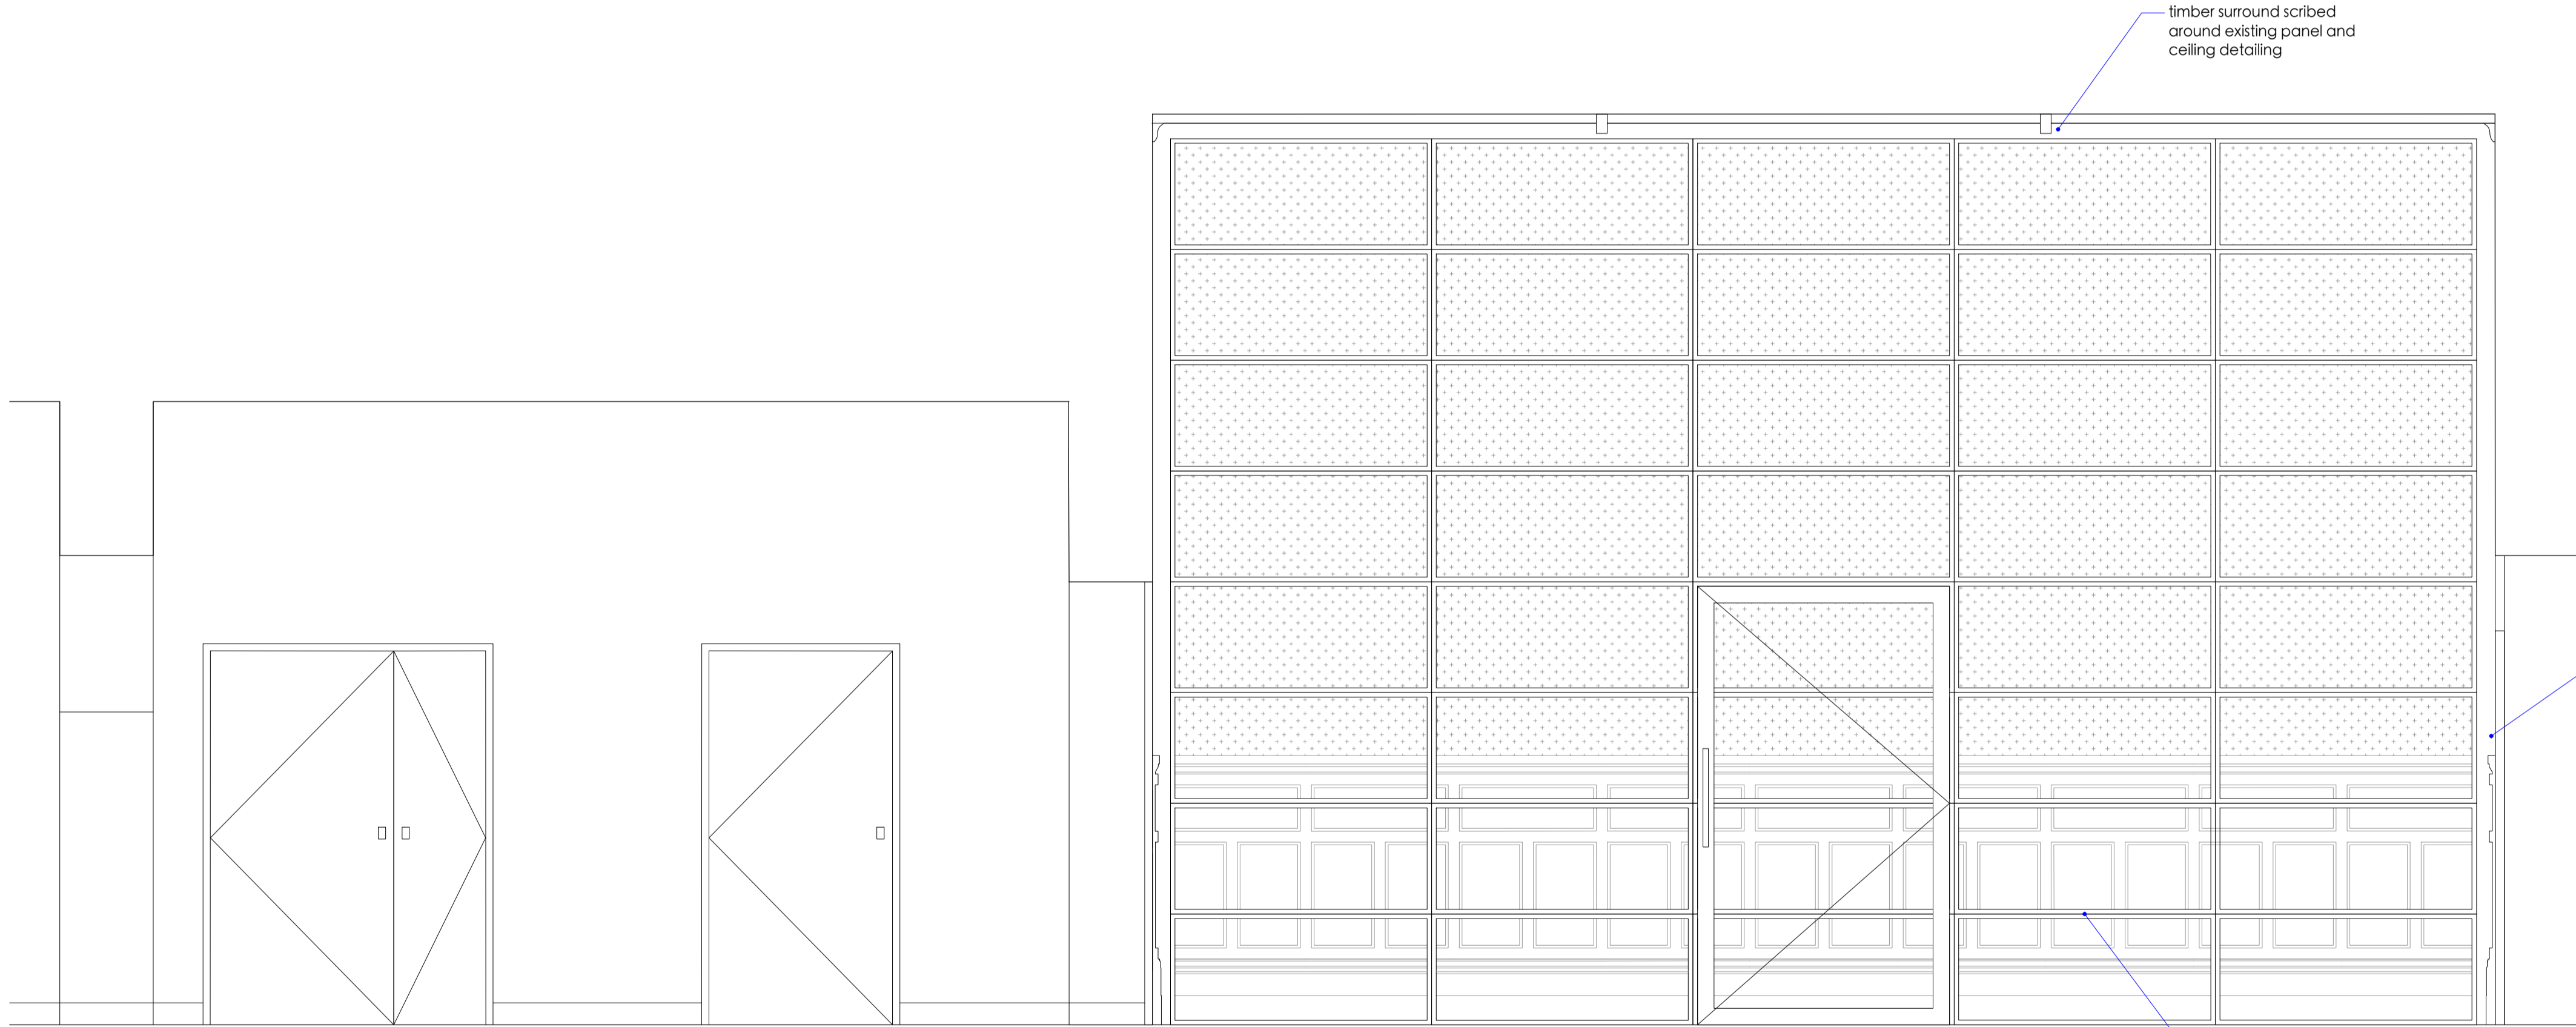 timber surround scribed
around existing panel and
ceiling detailing